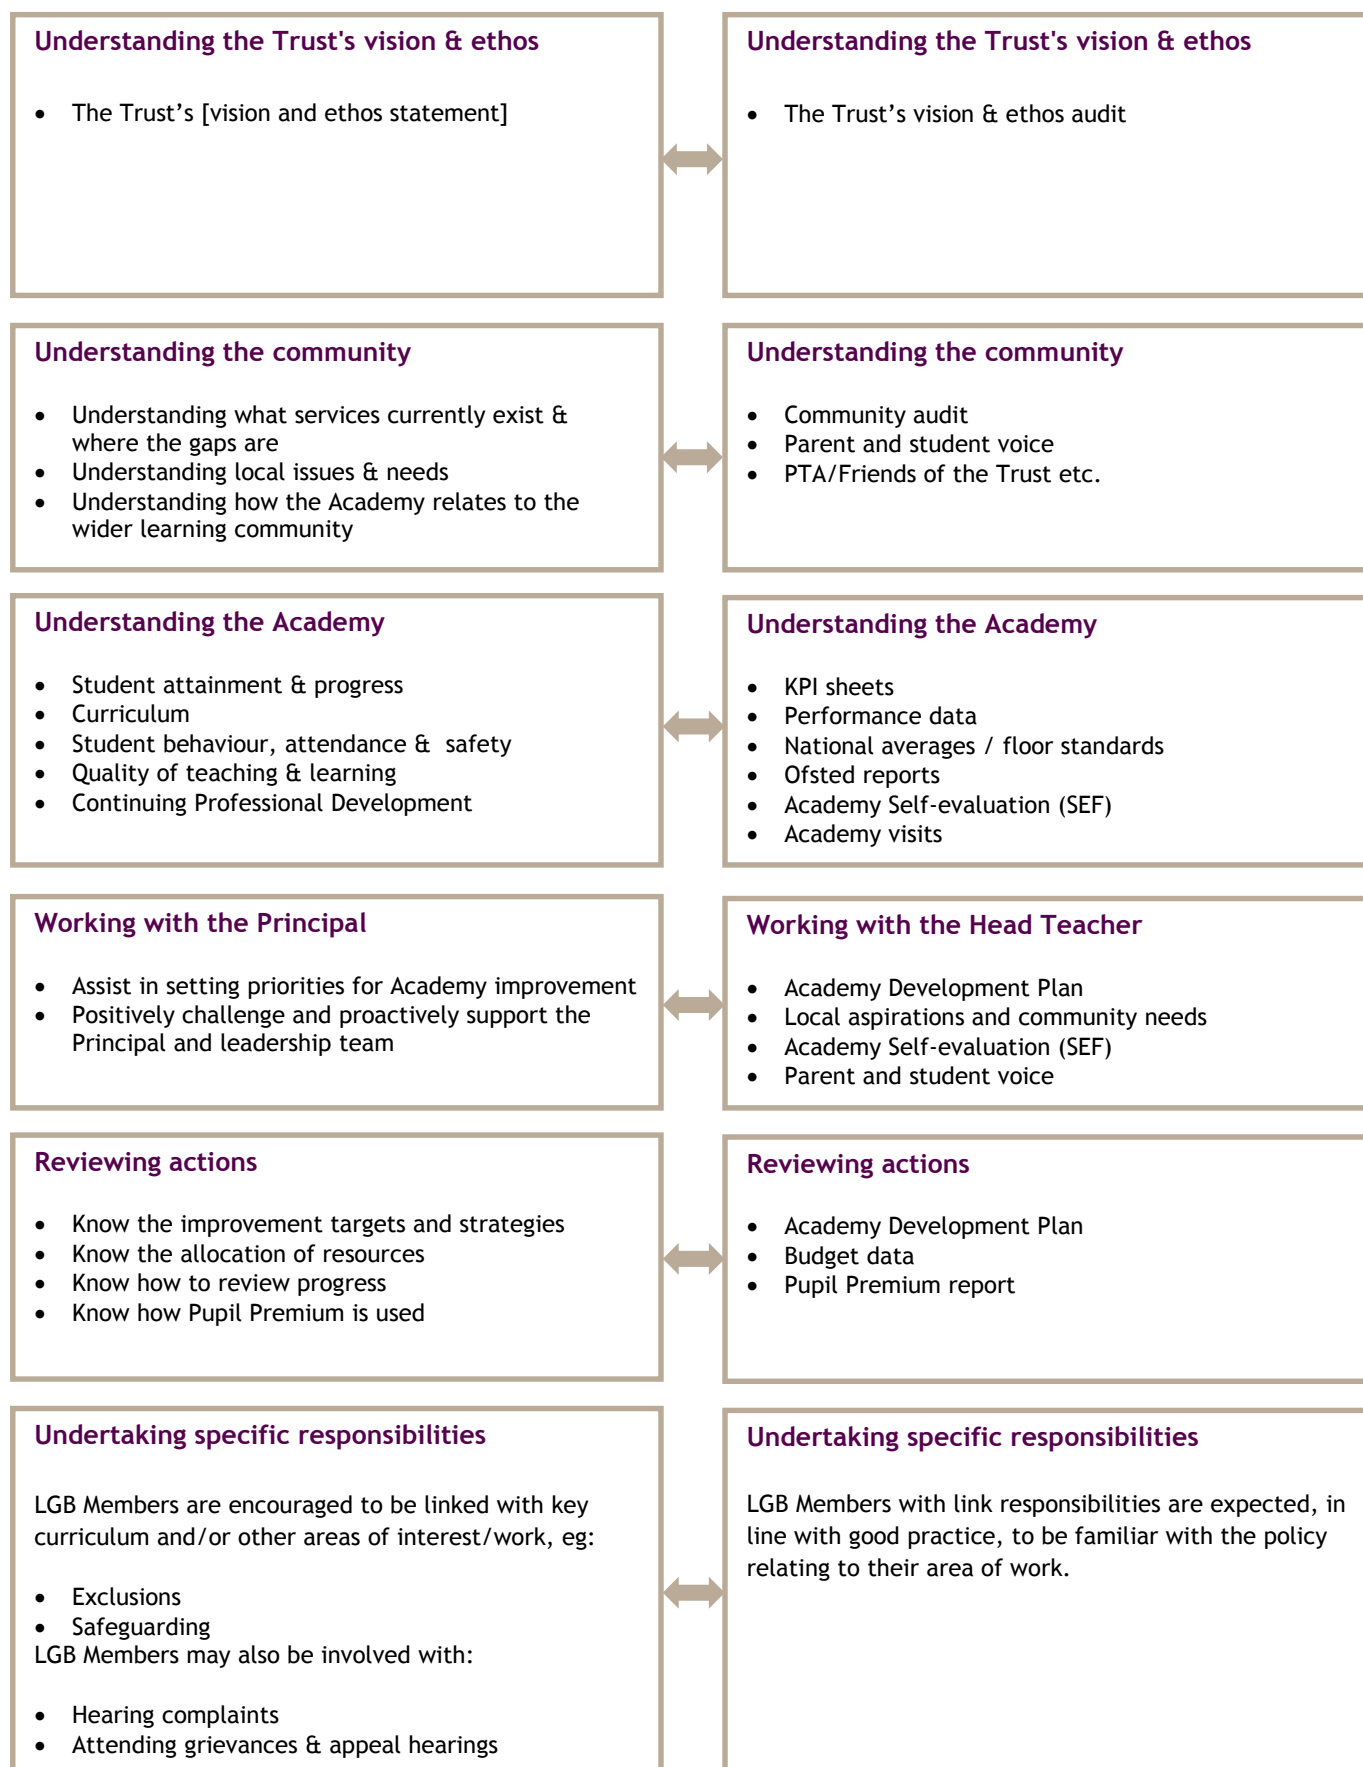 Understanding the Trust's vision & ethos
• The Trust’s [vision and ethos statement]
Understanding the Trust's vision & ethos
• The Trust’s vision & ethos audit
Understanding the community
• Understanding what services currently exist &
where the gaps are
• Understanding local issues & needs
• Understanding how the Academy relates to the
wider learning community
Understanding the community
• Community audit
• Parent and student voice
• PTA/Friends of the Trust etc.
Understanding the Academy
• Student attainment & progress
• Curriculum
• Student behaviour, attendance &  safety
• Quality of teaching & learning
• Continuing Professional Development
Understanding the Academy
• KPI sheets
• Performance data
• National averages / floor standards
• Ofsted reports
• Academy Self-evaluation (SEF)
• Academy visits
Working with the Principal
• Assist in setting priorities for Academy improvement
• Positively challenge and proactively support the
Principal and leadership team
Working with the Head Teacher
• Academy Development Plan
• Local aspirations and community needs
• Academy Self-evaluation (SEF)
• Parent and student voice
Reviewing actions
• Know the improvement targets and strategies
• Know the allocation of resources
• Know how to review progress
• Know how Pupil Premium is used
Reviewing actions
• Academy Development Plan
• Budget data
• Pupil Premium report
Undertaking specific responsibilities
LGB Members are encouraged to be linked with key
curriculum and/or other areas of interest/work, eg:
• Exclusions
• Safeguarding
LGB Members may also be involved with:
• Hearing complaints
• Attending grievances & appeal hearings
Undertaking specific responsibilities
LGB Members with link responsibilities are expected, in
line with good practice, to be familiar with the policy
relating to their area of work.